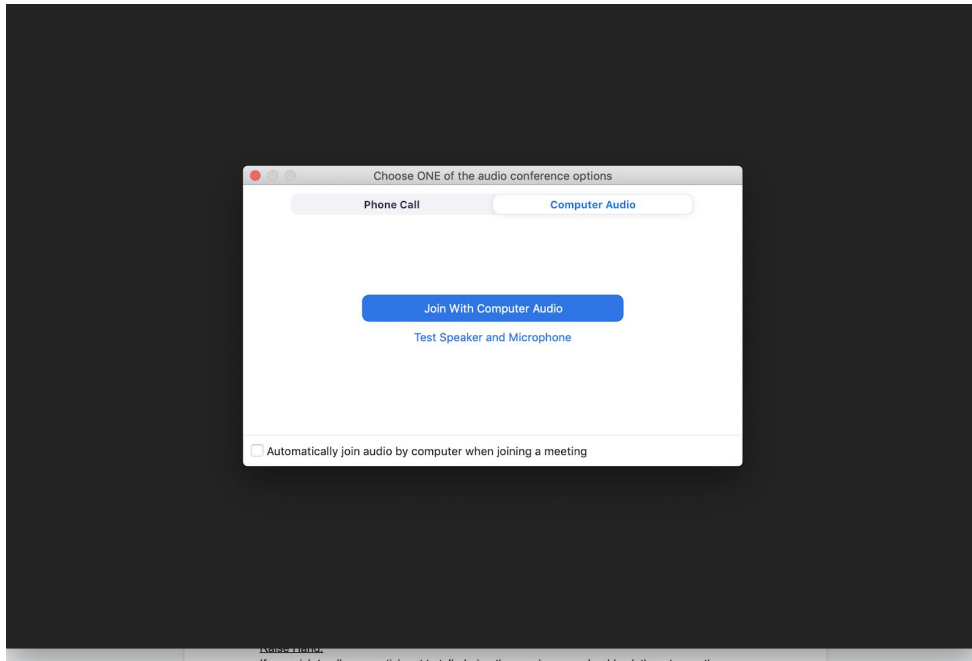 Choose ONE of the audio conference options
Phone Call
Computer Audio
Join With Computer Audio
Test Speaker and Microphone
Automatically join audio by computer when joining a meeting